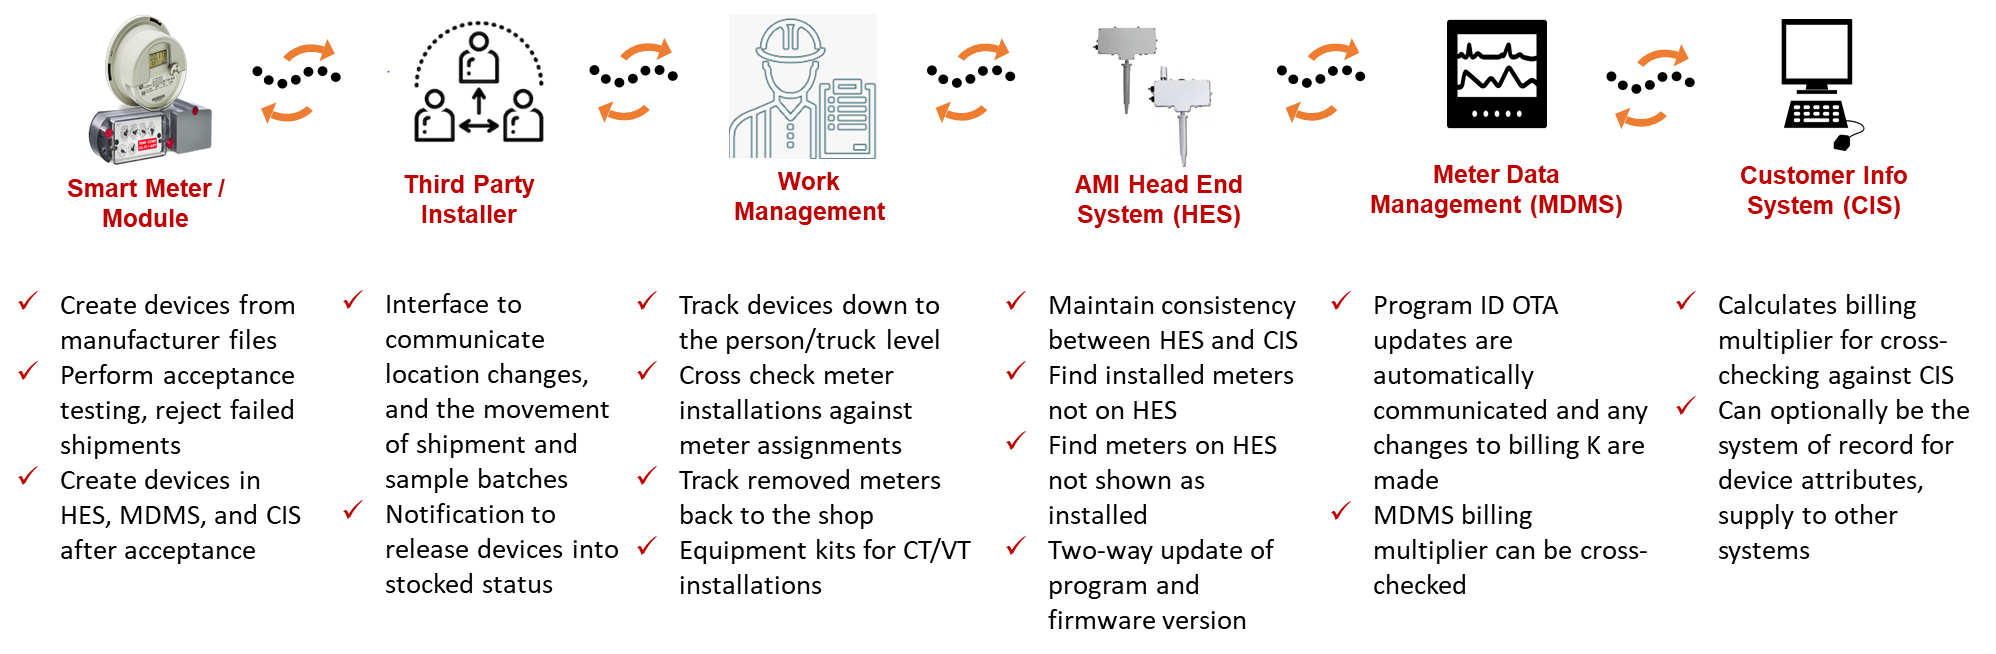 Smart Meter /
Module
Third Party
Installer
Work
Management
AMI Head End
System (HES)
Meter Data
Management (MDMS)
Customer Info
System (CIS)
✓ Create devices from
manufacturer files
✓ Perform acceptance
testing, reject failed
shipments
✓ Create devices in
HES, MDMS, and CIS
after acceptance
✓ Interface to
communicate
location changes,
and the movement
of shipment and
sample batches
✓ Notification to
release devices into
stocked status
✓ Track devices down to
the person/truck level
✓ Cross check meter
installations against
meter assignments
✓ Track removed meters
back to the shop
✓ Equipment kits for CT/VT
installations
✓ Maintain consistency
between HES and CIS
✓ Find installed meters
not on HES
✓ Find meters on HES
not shown as
installed
✓ Two-way update of
program and
firmware version
✓ Program ID OTA
updates are
automatically
communicated and any
changes to billing K are
made
✓ MDMS billing
multiplier can be cross-
checked
✓ Calculates billing
multiplier for cross-
checking against CIS
✓ Can optionally be the
system of record for
device attributes,
supply to other
systems